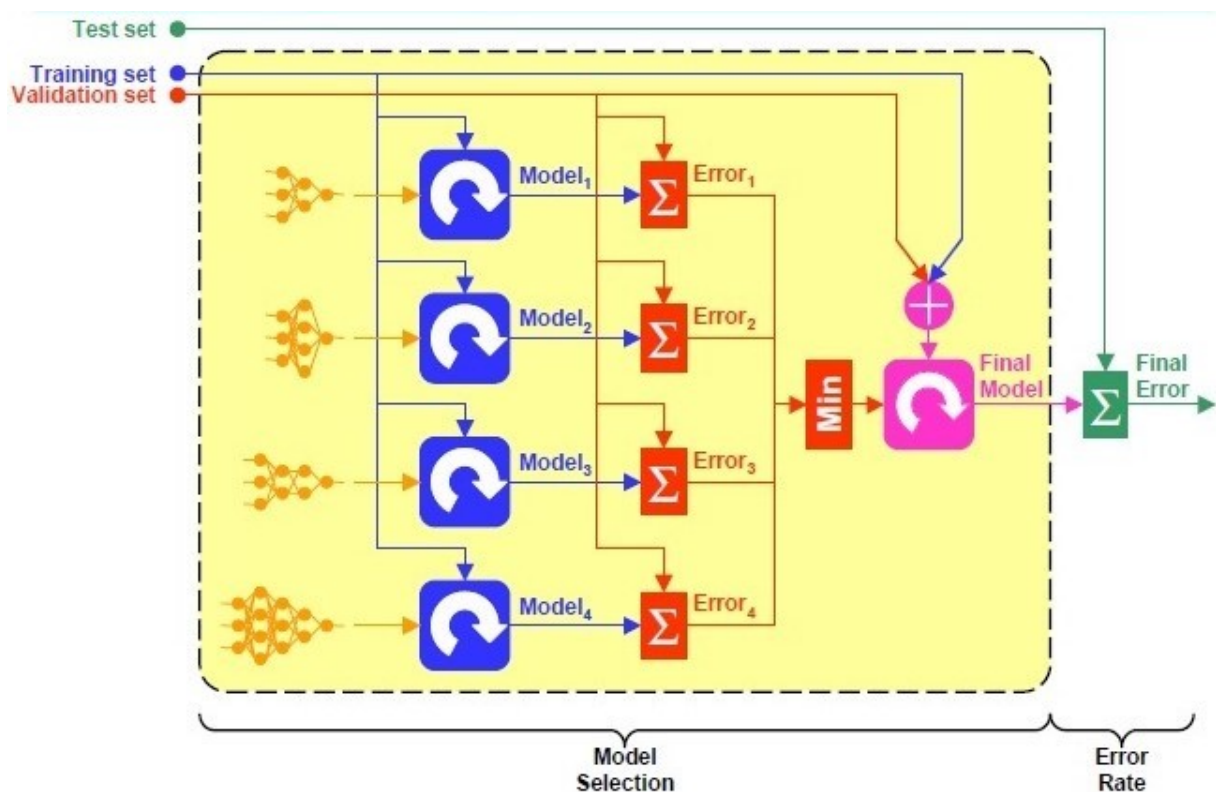 Test set
Training set
Validation set
Model₁
Σ
Error₁
Model₂
Σ
Error₂
Model₃
Σ
Error₃
Model₄
Σ
Error₄
Min
Final
Model
Σ
Final
Error
Model
Selection
Error
Rate